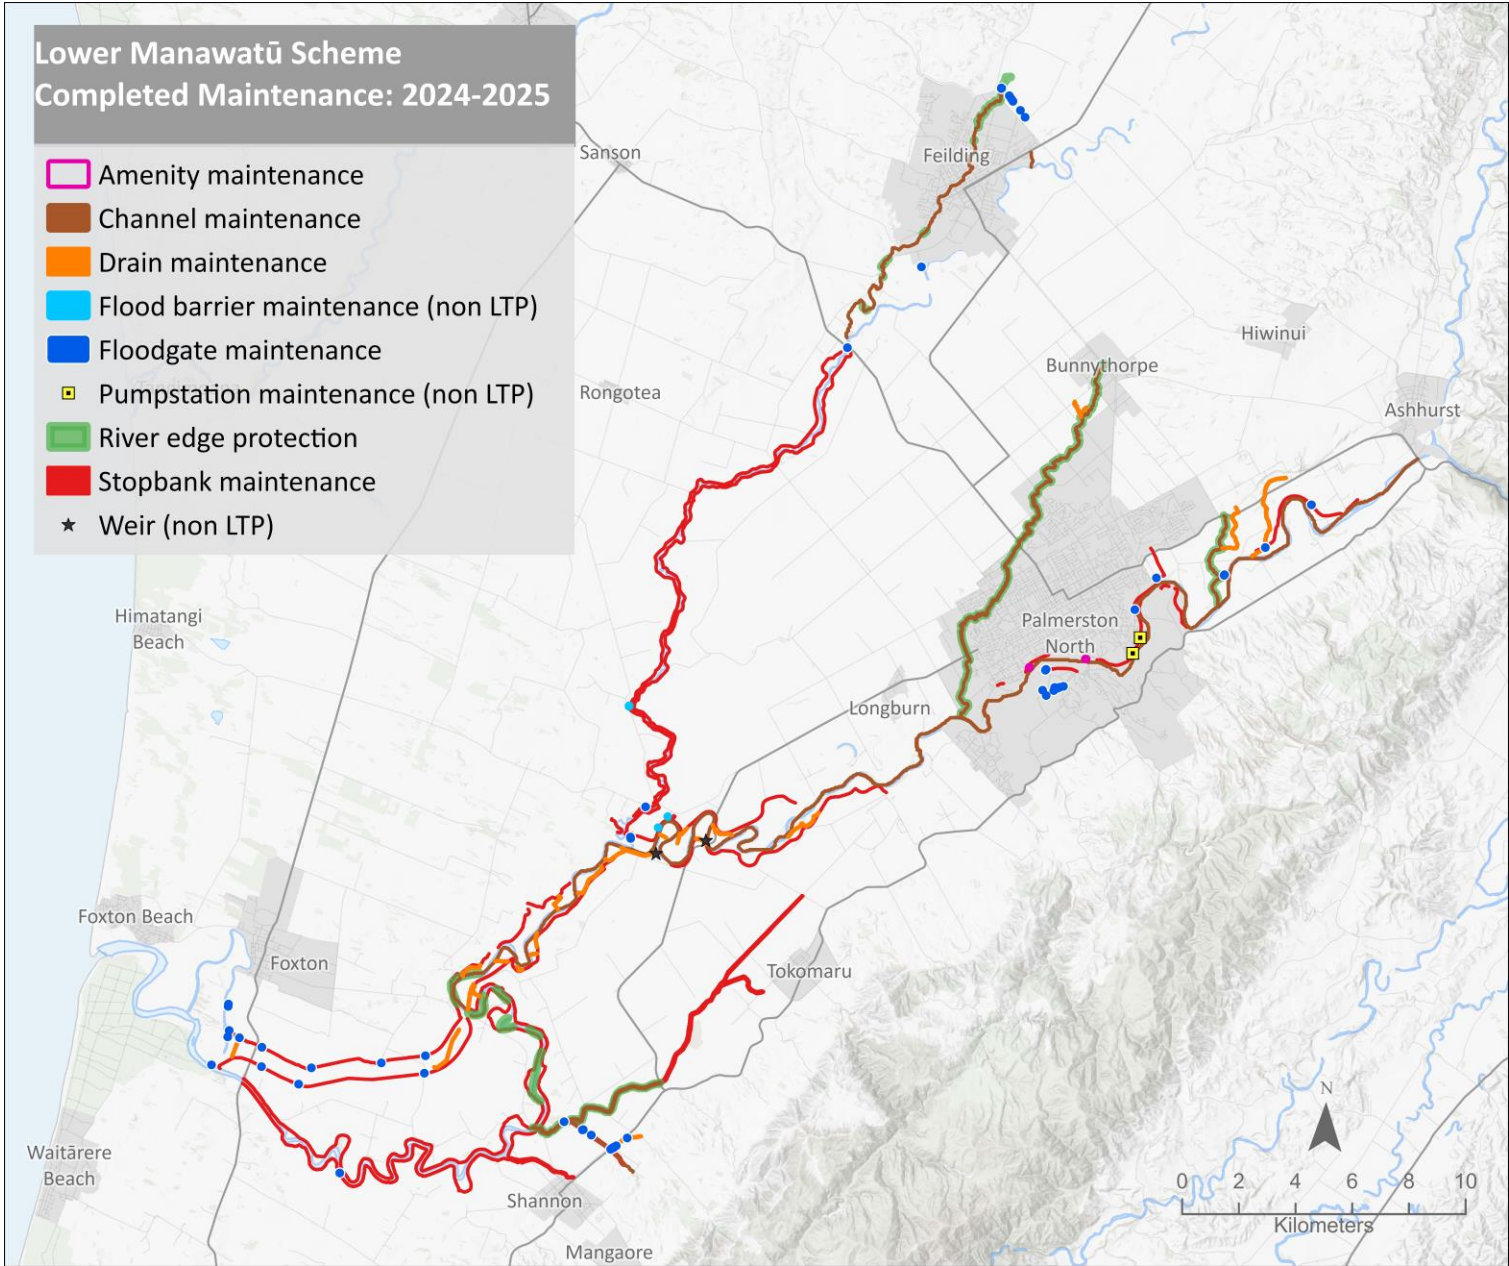 Lower Manawatū Scheme
Completed Maintenance: 2024-2025
Amenity maintenance
Channel maintenance
Drain maintenance
Flood barrier maintenance (non LTP)
Floodgate maintenance
Pumpstation maintenance (non LTP)
River edge protection
Stopbank maintenance
Weir (non LTP)
Sanson
Feilding
Hiwinui
Bunnythorpe
Rongotea
Ashhurst
Himatangi
Beach
Palmerston
North
Longburn
Foxton Beach
Foxton
Tokomaru
Waitārere
Beach
Shannon
Mangaore
N
0 2 4 6 8 10
Kilometers